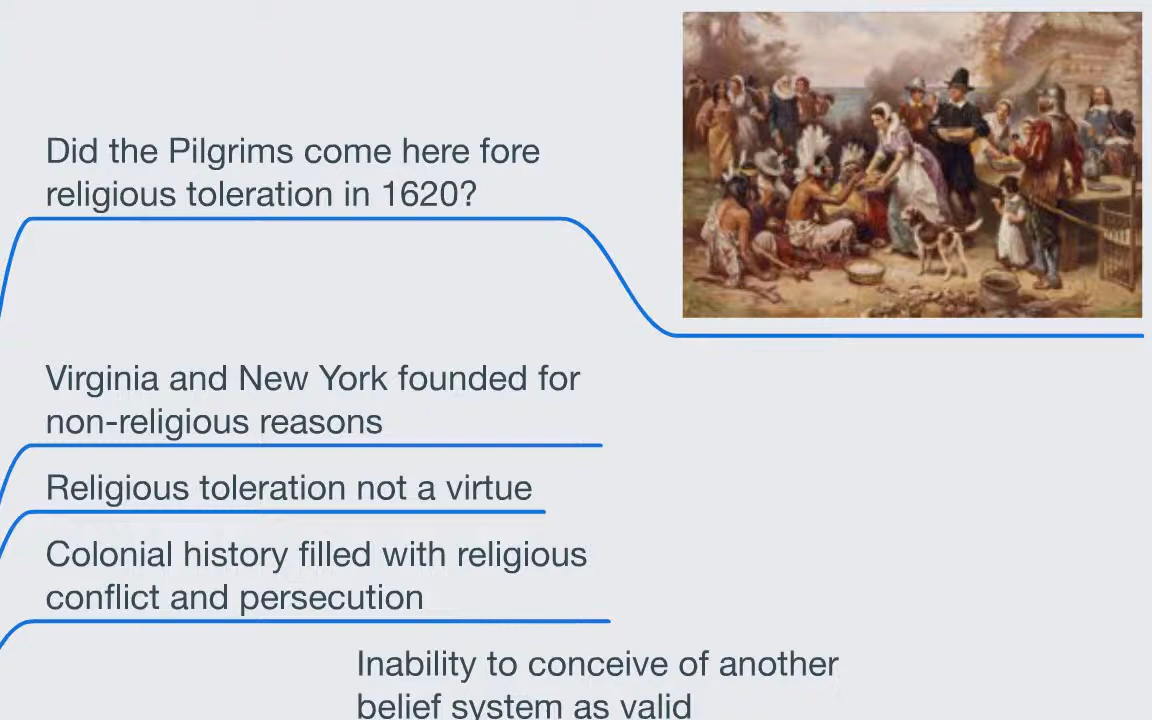 Did the Pilgrims come here fore
religious toleration in 1620?
Virginia and New York founded for
non-religious reasons
Religious toleration not a virtue
Colonial history filled with religious
conflict and persecution
Inability to conceive of another
belief system as valid